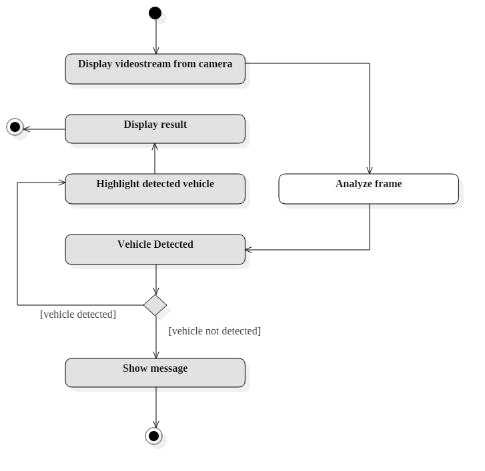 Display videostream from camera
Display result
Highlight detected vehicle
Analyze frame
Vehicle Detected
[vehicle detected]
[vehicle not detected]
Show message